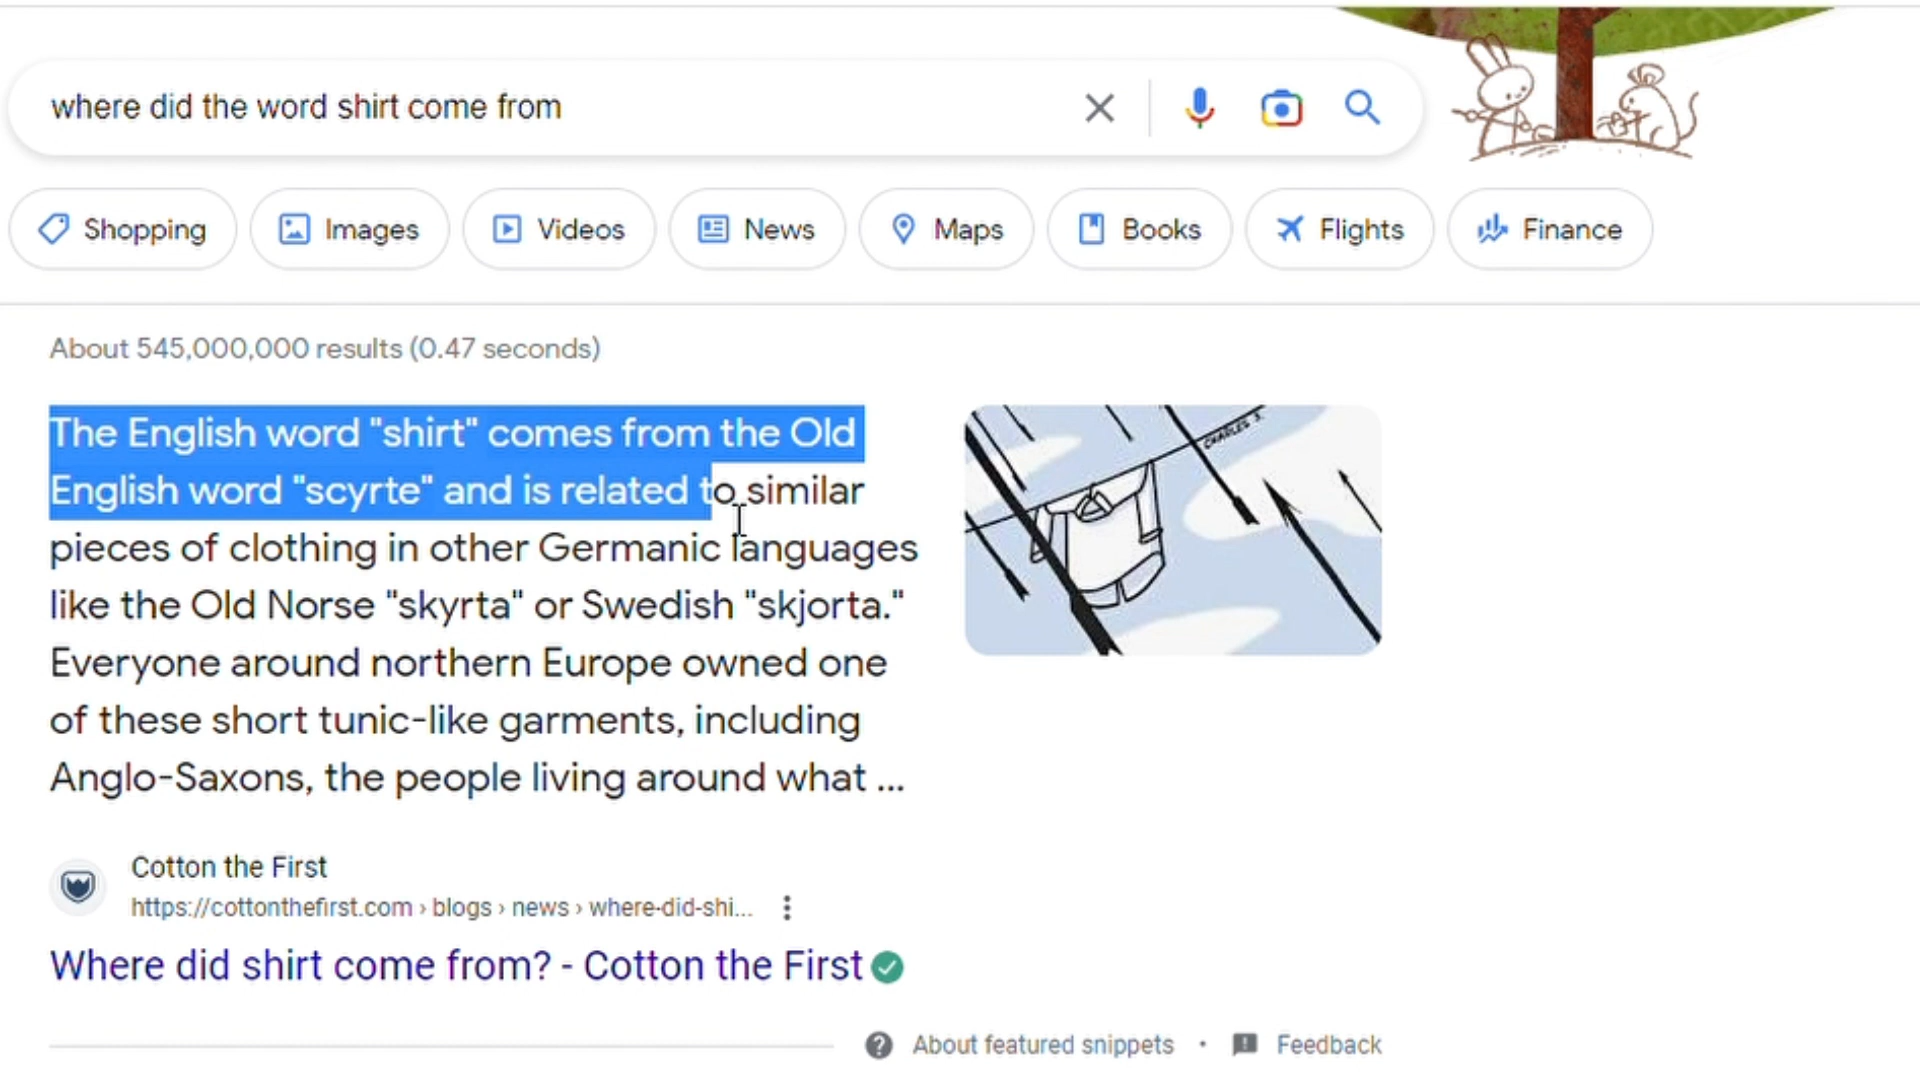 where did the word shirt come from
Shopping
Images
Videos
News
Maps
Books
Flights
Finance
About 545,000,000 results (0.47 seconds)
The English word "shirt" comes from the Old
English word "scyrte" and is related to similar
pieces of clothing in other Germanic languages
like the Old Norse "skyrta" or Swedish "skjorta."
Everyone around northern Europe owned one
of these short tunic-like garments, including
Anglo-Saxons, the people living around what ...
CHARLES J.
Cotton the First
https://cottonthefirst.com › blogs › news › where-did-shi...
Where did shirt come from? - Cotton the First
About featured snippets • Feedback